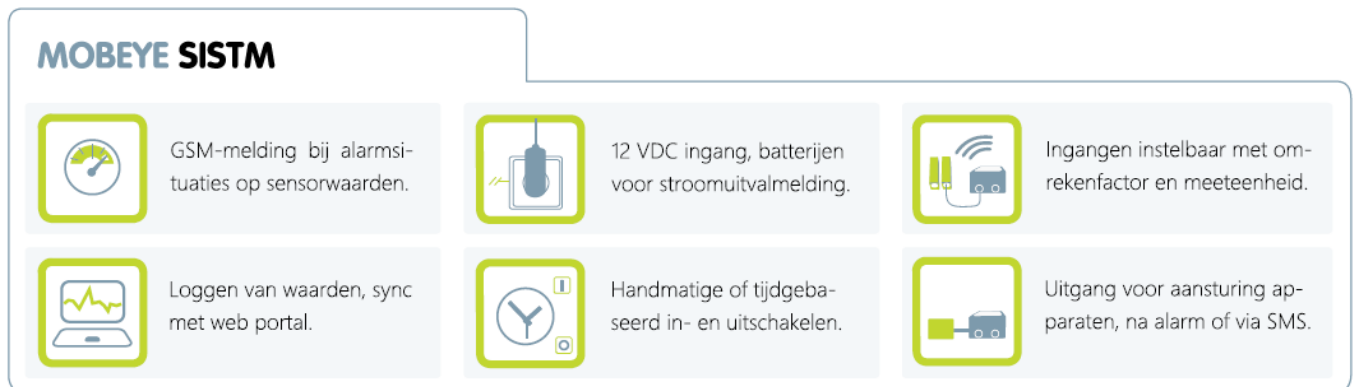 MOBEYE SISTM
GSM-melding bij alarmsi-
tuaties op sensorwaarden.
12 VDC ingang, batterijen
voor stroomuitvalmelding.
Ingangen instelbaar met om-
rekenfactor en meeteenheid.
Loggen van waarden, sync
met web portal.
Handmatige of tijdgeba-
seerd in- en uitschakelen.
Uitgang voor aansturing ap-
paraten, na alarm of via SMS.